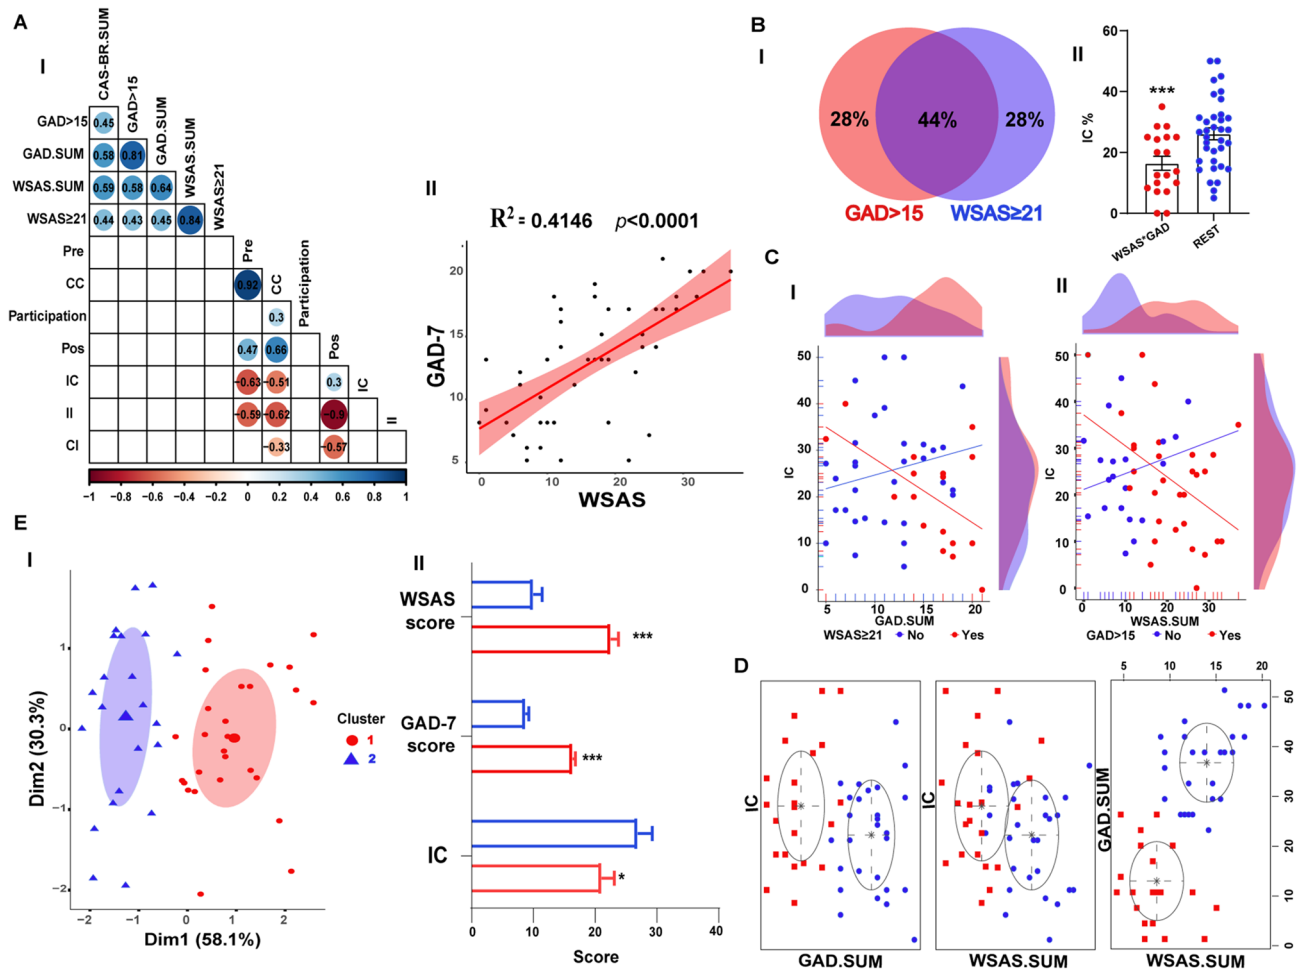 A
I
CAS-BR.SUM
GAD>15
GAD.SUM
WSAS.SUM
WSAS≥21
GAD>15
0.45
GAD.SUM
0.58 0.81
WSAS.SUM
0.59 0.58 0.64
WSAS≥21
0.44 0.43 0.45 0.84
Pre
Pre
CC
0.92
CC
Participation
0.3
Participation
Pos
0.47 0.66
Pos
IC
−0.63 −0.51 0.3
IC
II
−0.59 −0.62 −0.9
II
CI
−0.33 −0.57
−1 −0.8 −0.6 −0.4 −0.2 0 0.2 0.4 0.6 0.8 1
II
R² = 0.4146 p<0.0001
GAD-7
20
15
10
5
0 10 20 30
WSAS
B
I
28% 44% 28%
GAD>15 WSAS≥21
II
IC %
60
40
20
0
***
WSAS*GAD REST
C
I
IC
50
40
30
20
10
0
5 10 15 20
GAD.SUM
WSAS≥21 No Yes
II
IC
50
40
30
20
10
0
0 10 20 30
WSAS.SUM
GAD>15 No Yes
D
IC
GAD.SUM
IC
WSAS.SUM
5 10 15 20
GAD.SUM
50
40
30
20
10
0
WSAS.SUM
E
I
Dim2 (30.3%)
1
0
−1
−2
−2 −1 0 1 2
Dim1 (58.1%)
Cluster
1
2
II
WSAS
score
***
GAD-7
score
***
IC
*
0 10 20 30 40
Score